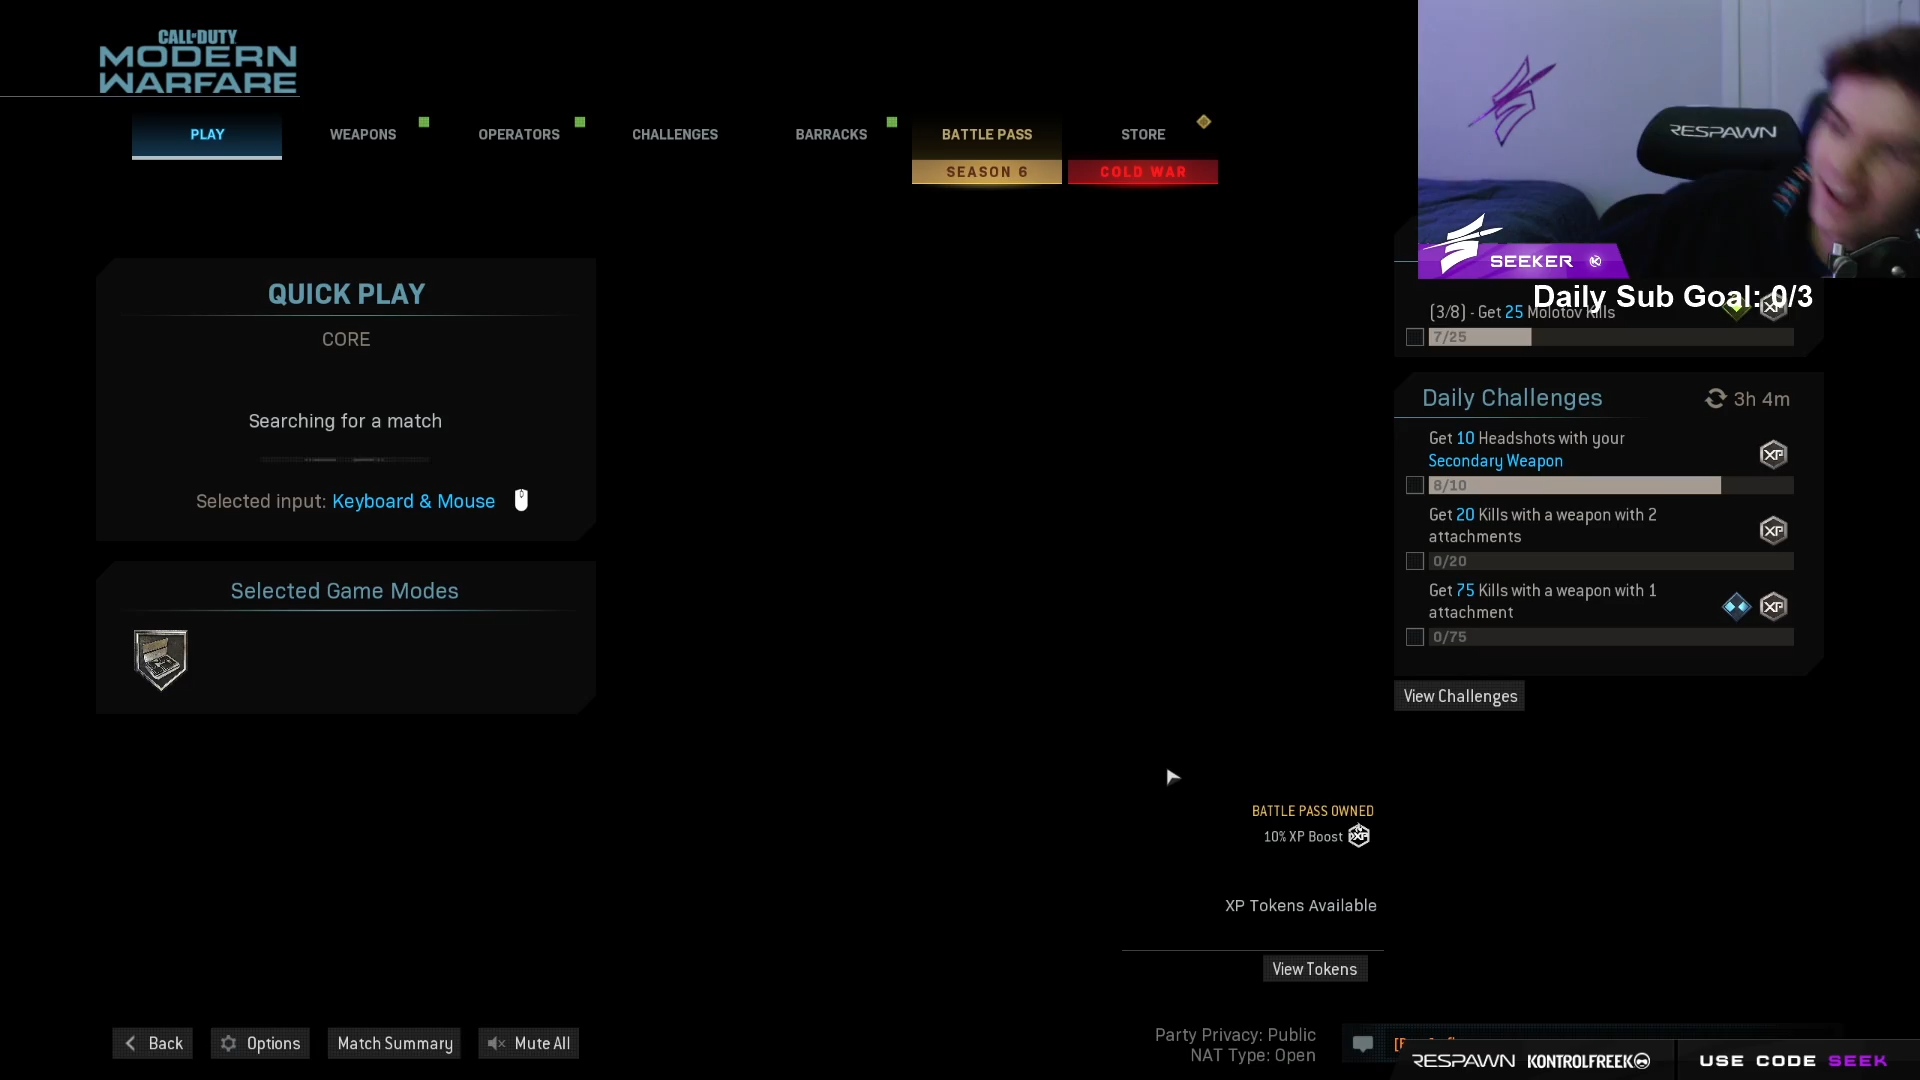 CALL OF DUTY
MODERN
WARFARE
PLAY
WEAPONS
OPERATORS
CHALLENGES
BARRACKS
BATTLE PASS
STORE
SEASON 6
COLD WAR
RESPAWN
SEEKER
Daily Sub Goal: 0/3
QUICK PLAY
CORE
Searching for a match
Selected input: Keyboard & Mouse
Selected Game Modes
(3/8) - Get 25 Molotov Kills
7/25
Daily Challenges
3h 4m
Get 10 Headshots with your
Secondary Weapon
XP
8/10
Get 20 Kills with a weapon with 2
attachments
XP
0/20
Get 75 Kills with a weapon with 1
attachment
XP
0/75
View Challenges
BATTLE PASS OWNED
10% XP Boost
XP Tokens Available
View Tokens
Back
Options
Match Summary
Mute All
Party Privacy: Public
NAT Type: Open
RESPAWN KONTROLFREEK
USE CODE SEEK